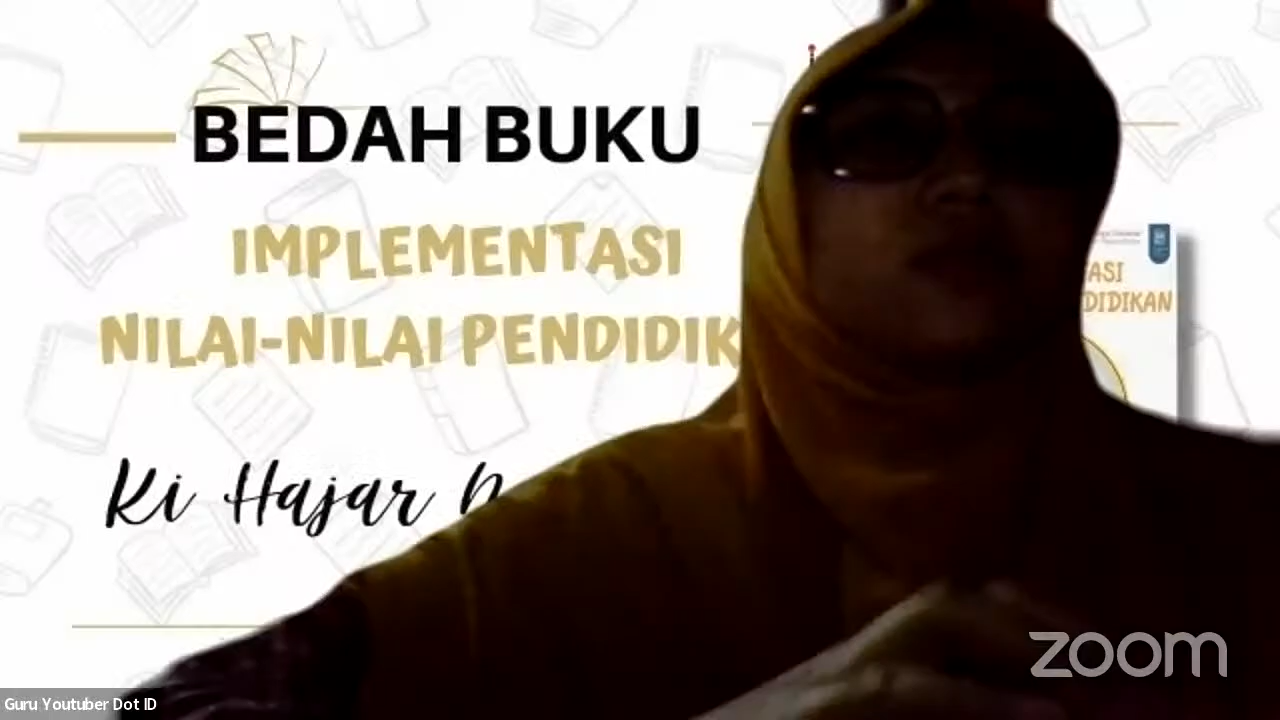 BEDAH BUKU
IMPLEMENTASI
NILAI-NILAI PENDIDIK
Ki Hajar
ASI
DIDIKAN
zoom
Guru Youtuber Dot ID